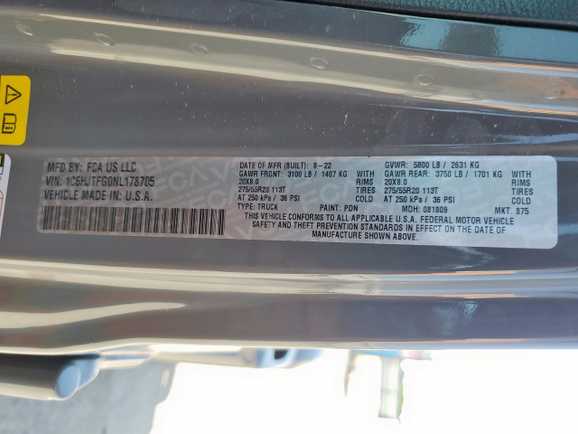 MFD BY: FCA US LLC
VIN: 1C6HJTFG0NL178705
VEHICLE MADE IN: U.S.A.
DATE OF MFR (BUILT): 8-22 GVWR: 5800 LB / 2631 KG
GAWR FRONT: 3100 LB / 1407 KG WITH GAWR REAR: 3750 LB / 1701 KG WITH
20X8.0 TIRES 20X8.0 TIRES
275/55R20 113T RIMS 275/55R20 113T
AT 250 kPa / 36 PSI COLD AT 250 kPa / 36 PSI COLD
TYPE: TRUCK PAINT: PDN MDH: 081809 MKT: B75
THIS VEHICLE CONFORMS TO ALL APPLICABLE U.S.A. FEDERAL MOTOR VEHICLE
SAFETY AND THEFT PREVENTION STANDARDS IN EFFECT ON THE DATE OF
MANUFACTURE SHOWN ABOVE.